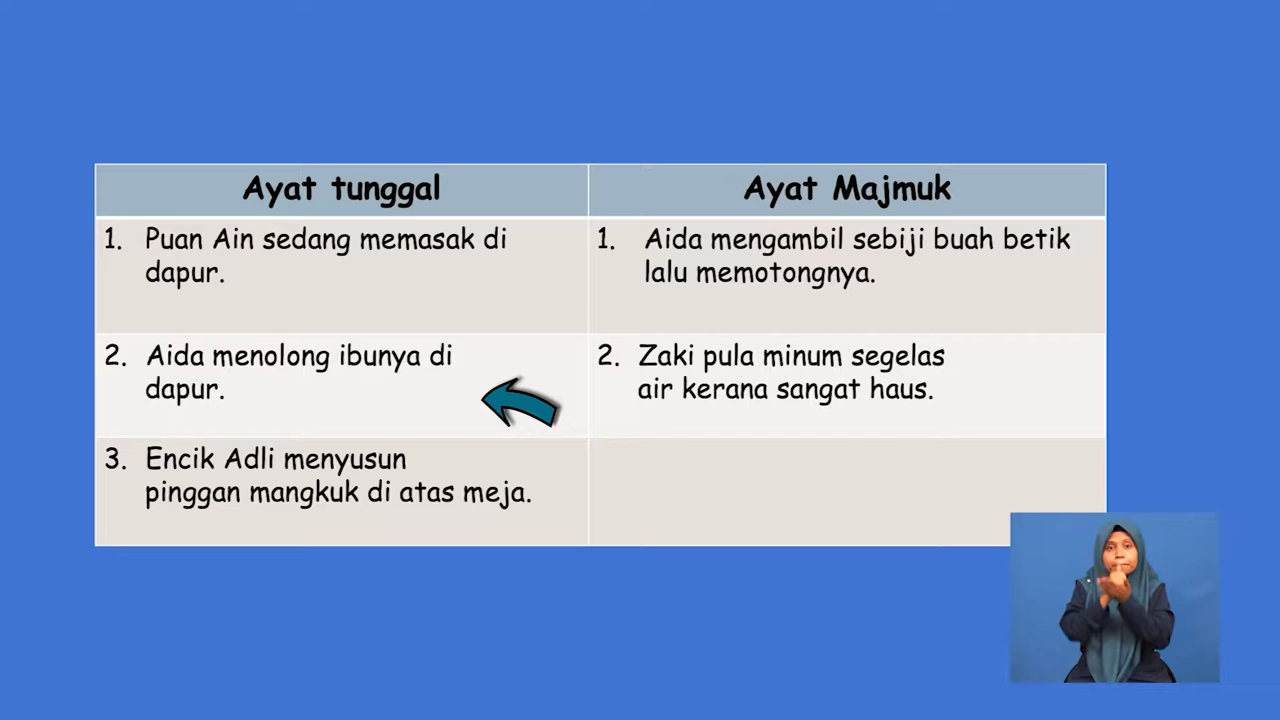 Ayat tunggal
Ayat Majmuk
1. Puan Ain sedang memasak di
dapur.
1. Aida mengambil sebiji buah betik
lalu memotongnya.
2. Aida menolong ibunya di
dapur.
2. Zaki pula minum segelas
air kerana sangat haus.
3. Encik Adli menyusun
pinggan mangkuk di atas meja.